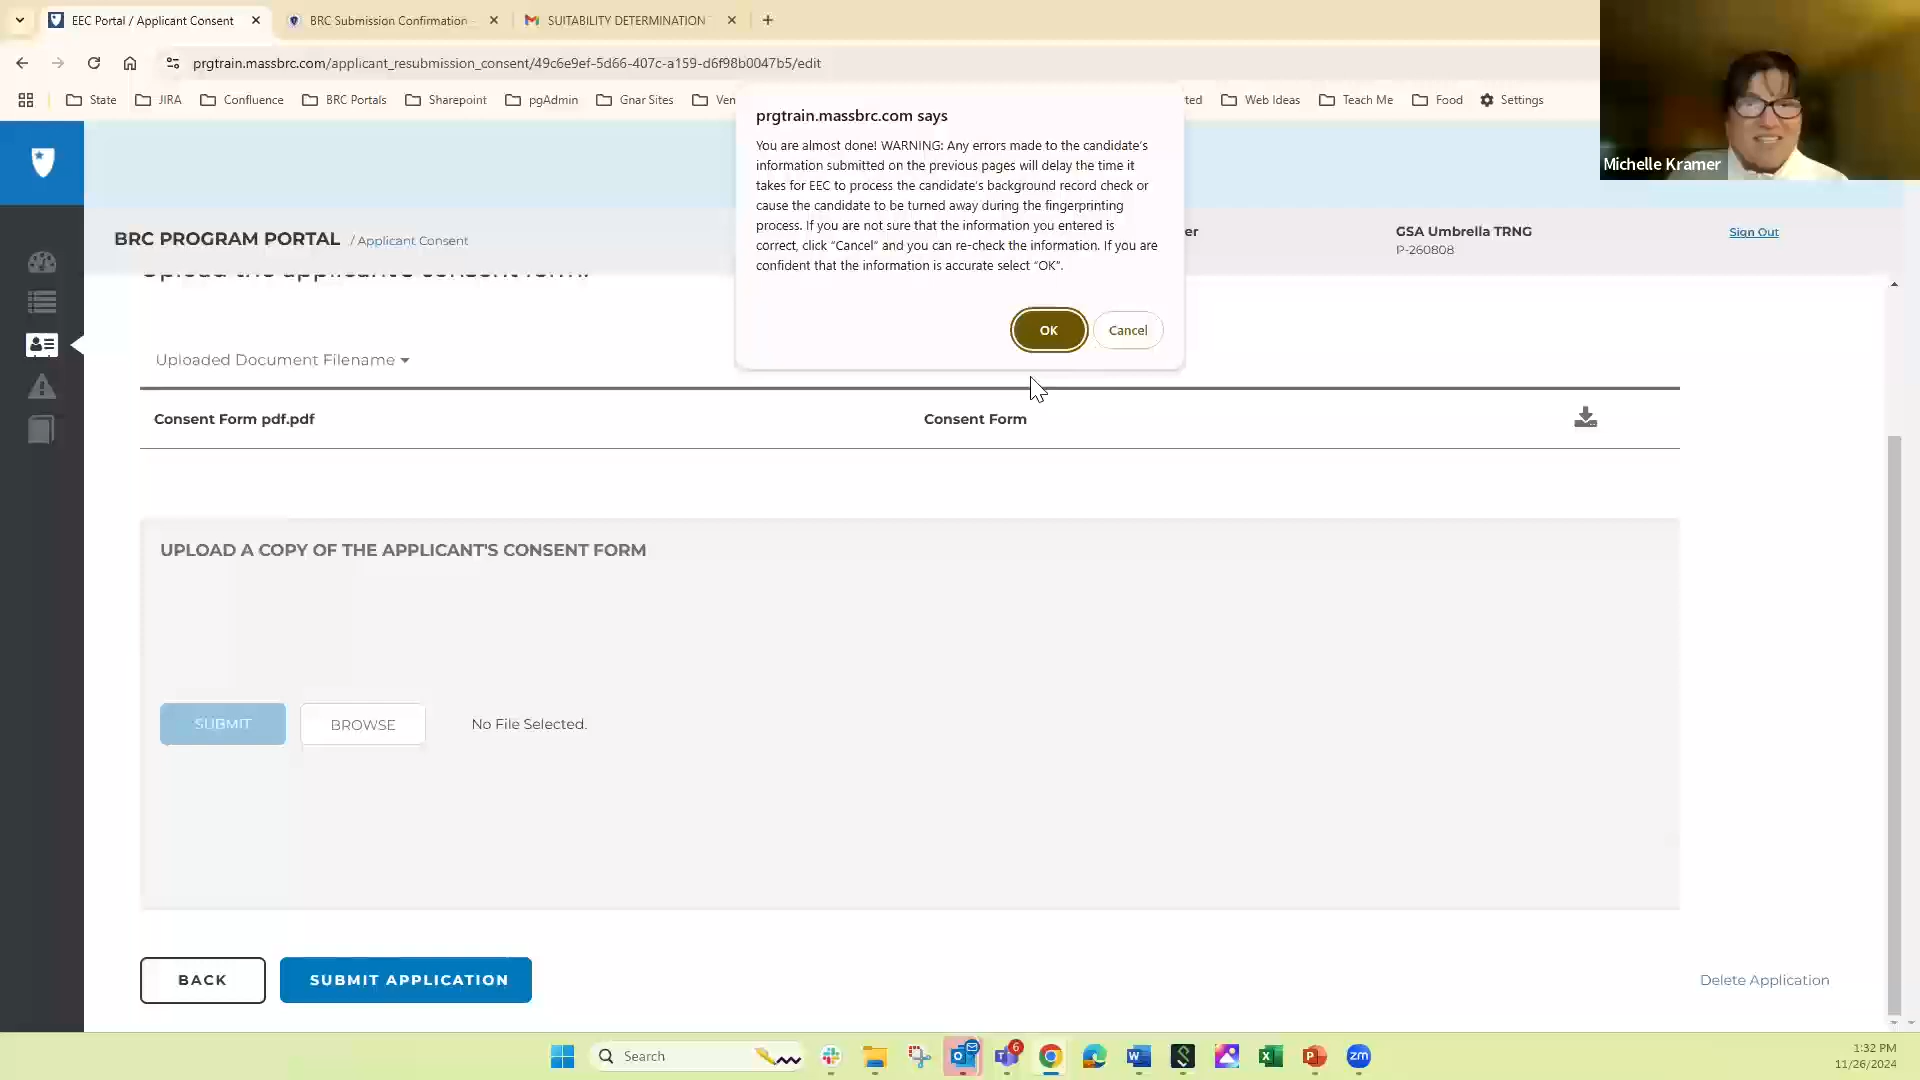 EEC Portal / Applicant Consent
BRC Submission Confirmation
SUITABILITY DETERMINATION
prgtrain.massbrc.com/applicant_resubmission_consent/49c6e9ef-5d66-407c-a159-d6f98b0047b5/edit
State
JIRA
Confluence
BRC Portals
Sharepoint
pgAdmin
Gnar Sites
Ven
ted
Web Ideas
Teach Me
Food
Settings
Michelle Kramer
prgtrain.massbrc.com says
You are almost done! WARNING: Any errors made to the candidate's
information submitted on the previous pages will delay the time it
takes for EEC to process the candidate's background record check or
cause the candidate to be turned away during the fingerprinting
process. If you are not sure that the information you entered is
correct, click “Cancel” and you can re-check the information. If you are
confident that the information is accurate select “OK”.
OK
Cancel
BRC PROGRAM PORTAL / Applicant Consent
er
GSA Umbrella TRNG
P-260808
Sign Out
Upload the applicant's consent form.
Uploaded Document Filename
Consent Form pdf.pdf
Consent Form
UPLOAD A COPY OF THE APPLICANT'S CONSENT FORM
SUBMIT
BROWSE
No File Selected.
BACK
SUBMIT APPLICATION
Delete Application
Search
6
1:32 PM
11/26/2024